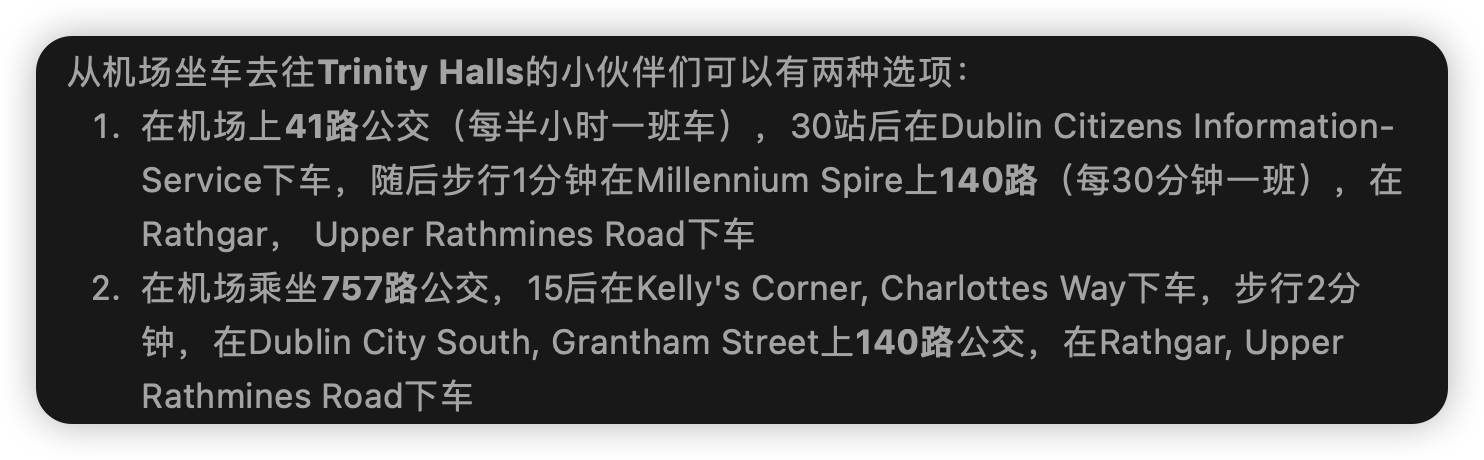 从机场坐车去往Trinity Halls的小伙伴们可以有两种选项：
1. 在机场上41路公交（每半小时一班车），30站后在Dublin Citizens Information-
Service下车，随后步行1分钟在Millennium Spire上140路（每30分钟一班），在
Rathgar， Upper Rathmines Road下车
2. 在机场乘坐757路公交，15后在Kelly's Corner, Charlottes Way下车，步行2分
钟，在Dublin City South, Grantham Street上140路公交，在Rathgar, Upper
Rathmines Road下车